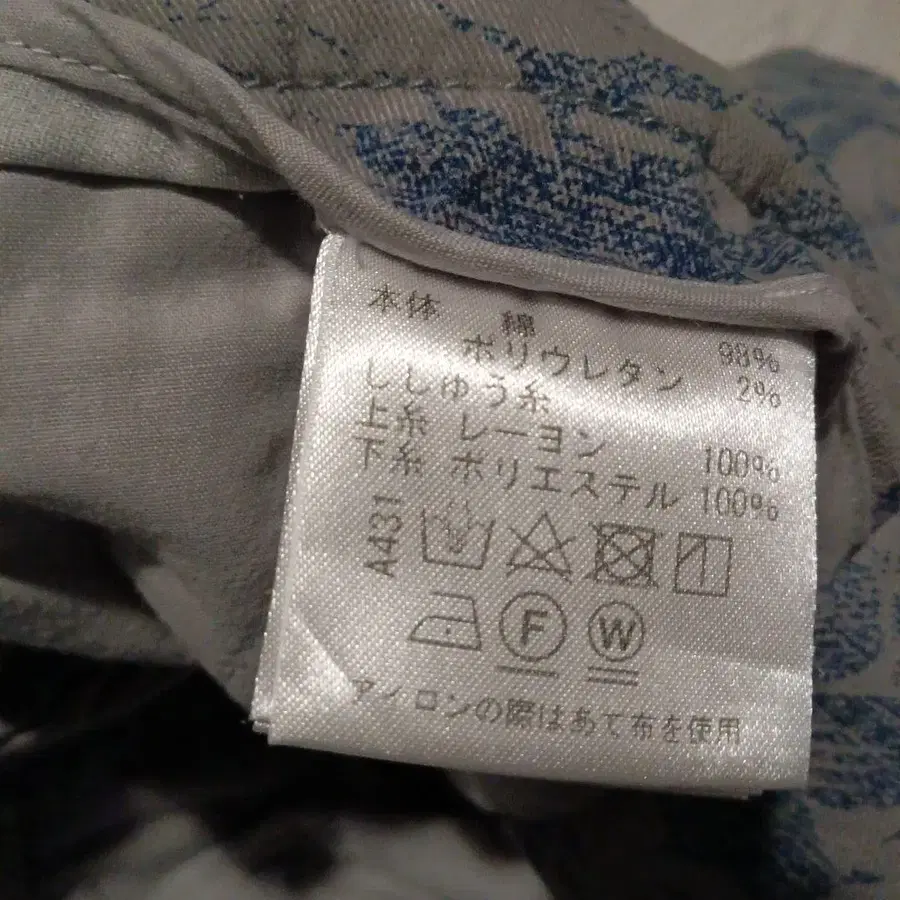 本体 綿 98%
ポリウレタン 2%
ししゅう糸
上糸 レーヨン 100%
下糸 ポリエステル 100%
A431
F W
アイロンの際はあて布を使用